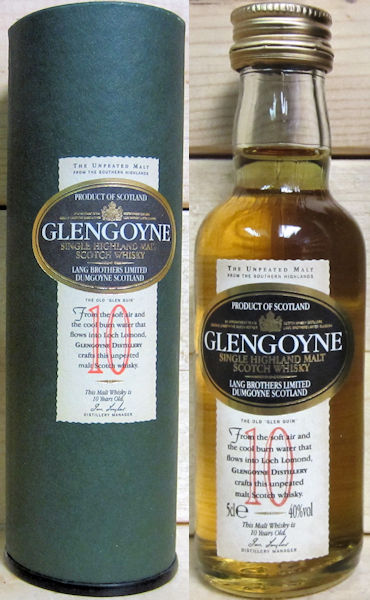 THE UNPEATED MALT
FROM THE SOUTHERN HIGHLANDS
PRODUCT OF SCOTLAND
GLENGOYNE
SINGLE HIGHLAND MALT
SCOTCH WHISKY
LANG BROTHERS LIMITED
DUMGOYNE SCOTLAND
THE OLD "GLEN GUIN"
10
From the soft air and
the cool burn water that
flows into Loch Lomond,
GLENGOYNE DISTILLERY
crafts this unpeated
malt Scotch whisky.
This Malt Whisky is
10 Years Old.
DISTILLERY MANAGER
THE UNPEATED MALT
FROM THE SOUTHERN HIGHLANDS
PRODUCT OF SCOTLAND
GLENGOYNE
SINGLE HIGHLAND MALT
SCOTCH WHISKY
LANG BROTHERS LIMITED
DUMGOYNE SCOTLAND
THE OLD "GLEN GUIN"
10
From the soft air and
the cool burn water that
flows into Loch Lomond,
GLENGOYNE DISTILLERY
crafts this unpeated
malt Scotch whisky.
5cl e 40%vol
This Malt Whisky is
10 Years Old.
DISTILLERY MANAGER